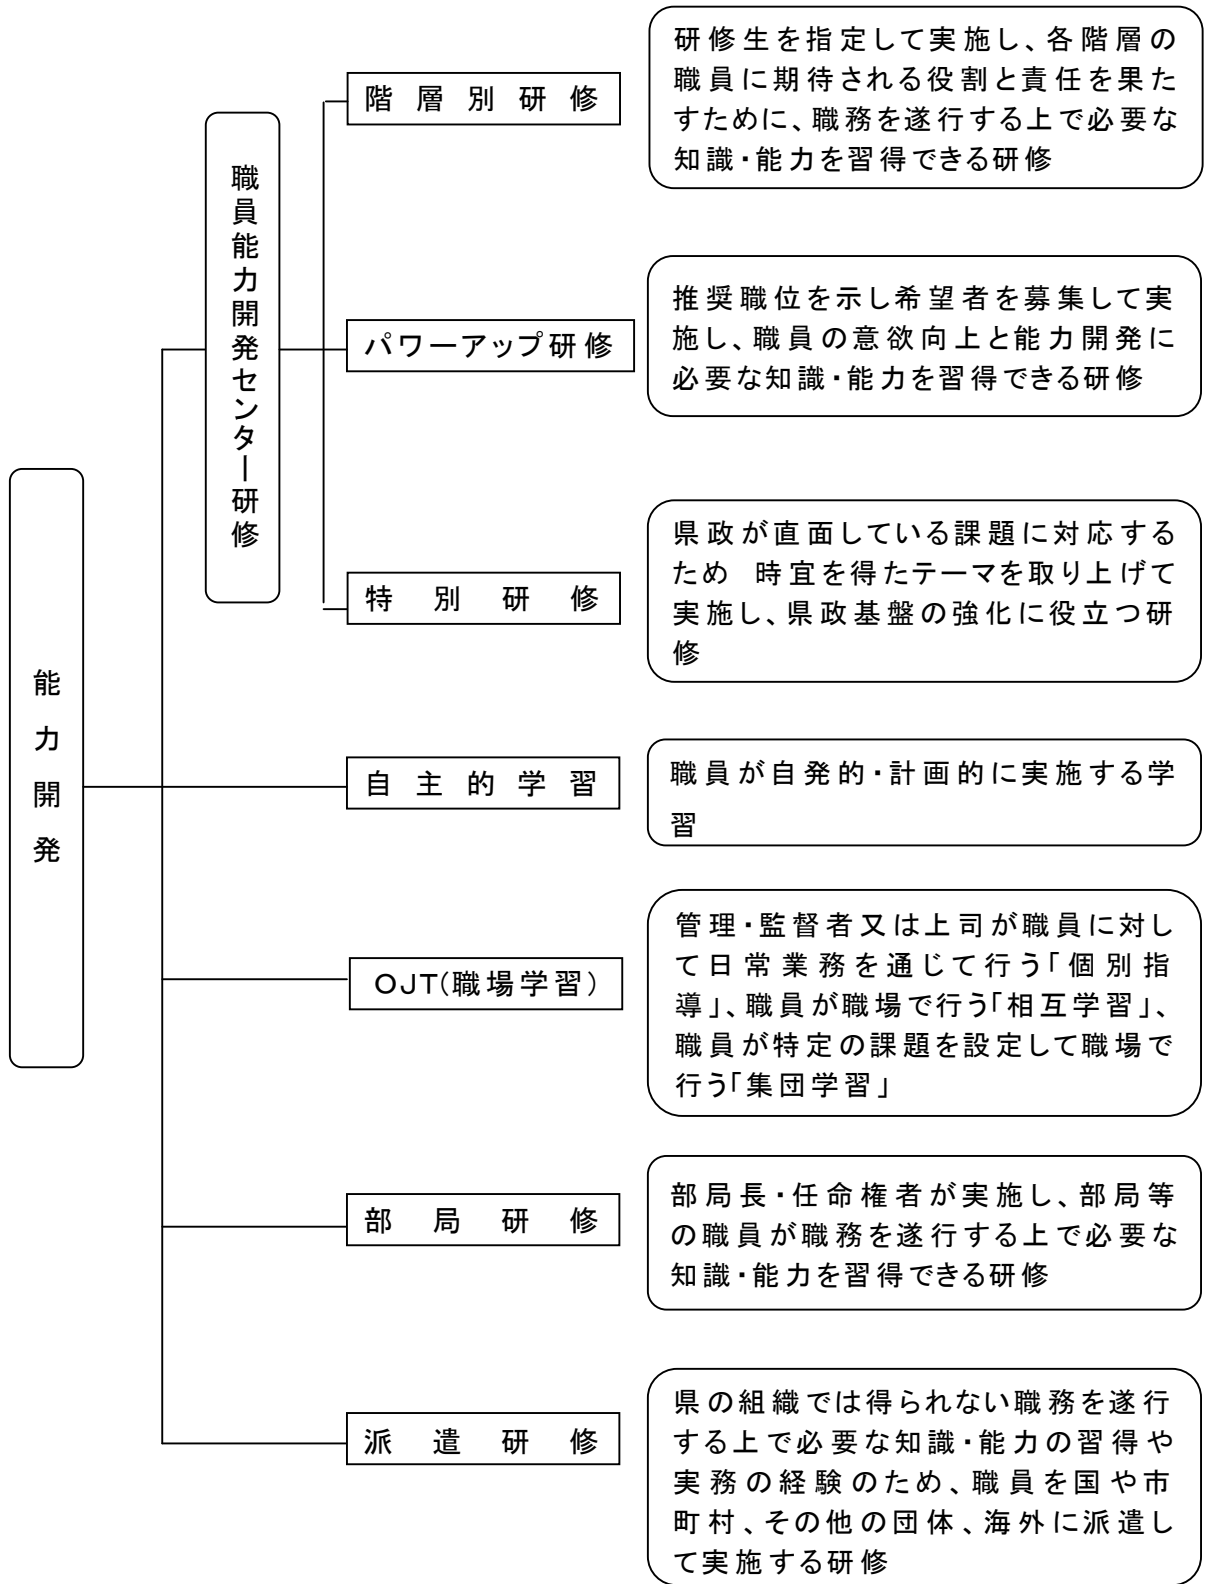 能力開発
職員能力開発センター研修
階層別研修
研修生を指定して実施し、各階層の
職員に期待される役割と責任を果た
すために、職務を遂行する上で必要な
知識・能力を習得できる研修
パワーアップ研修
推奨職位を示し希望者を募集して実
施し、職員の意欲向上と能力開発に
必要な知識・能力を習得できる研修
特別研修
県政が直面している課題に対応する
ため　時宜を得たテーマを取り上げて
実施し、県政基盤の強化に役立つ研
修
自主的学習
職員が自発的・計画的に実施する学
習
OJT(職場学習)
管理・監督者又は上司が職員に対し
て日常業務を通じて行う「個別指
導」、職員が職場で行う「相互学習」、
職員が特定の課題を設定して職場で
行う「集団学習」
部局研修
部局長・任命権者が実施し、部局等
の職員が職務を遂行する上で必要な
知識・能力を習得できる研修
派遣研修
県の組織では得られない職務を遂行
する上で必要な知識・能力の習得や
実務の経験のため、職員を国や市
町村、その他の団体、海外に派遣し
て実施する研修